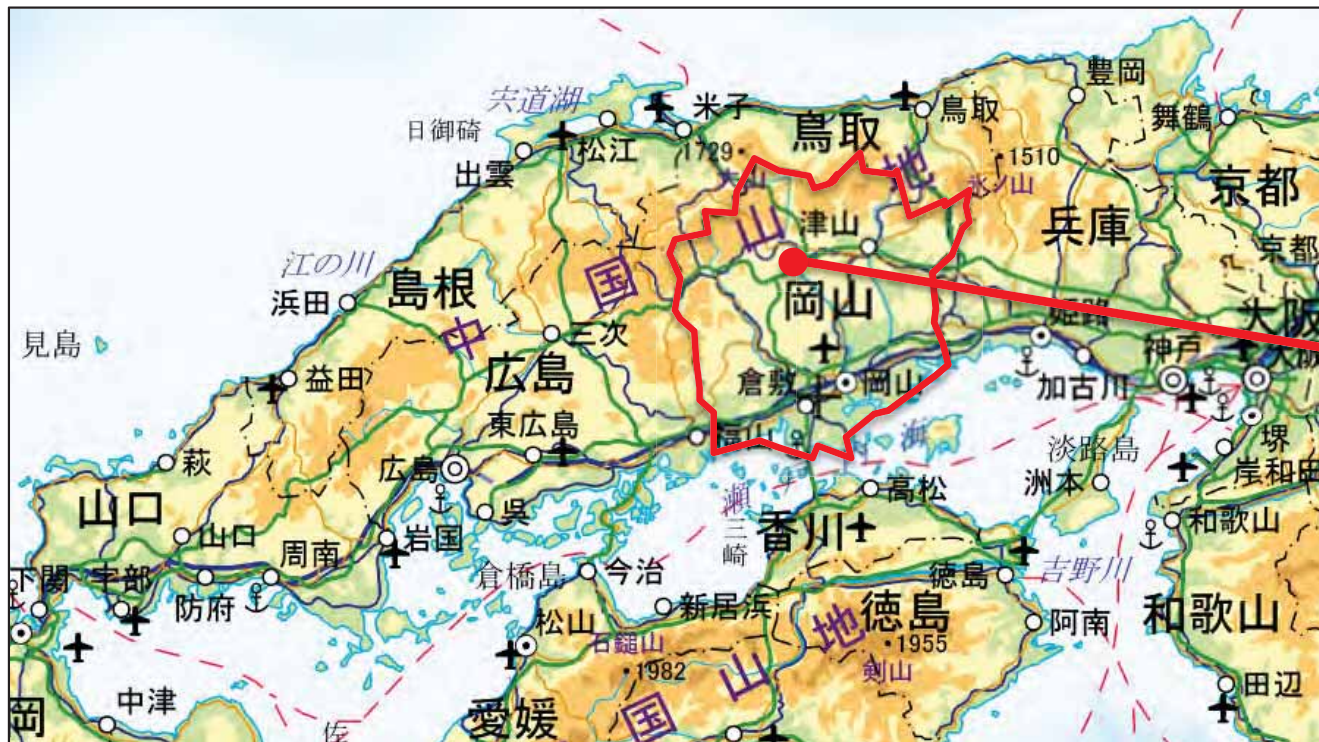 豊岡
宍道湖
米子
鳥取
鳥取
舞鶴
日御碕
松江
1729
大山
1510
氷ノ山
出雲
京都
兵庫
津山
京都
江の川
島根
浜田
中国山地
岡山
姫路
大阪
見島
三次
神戸
広島
益田
倉敷
岡山
加古川
東広島
福山
淡路島
堺
萩
広島
岸和田
高松
洲本
瀬
内
海
呉
三崎
香川
和歌山
山口
山口
岩国
周南
倉橋島
今治
徳島
吉野川
下関
宇部
防府
新居浜
徳島
阿南
和歌山
松山
石鎚山
1982
1955
剣山
国山地
田辺
中津
岡
愛媛
佐